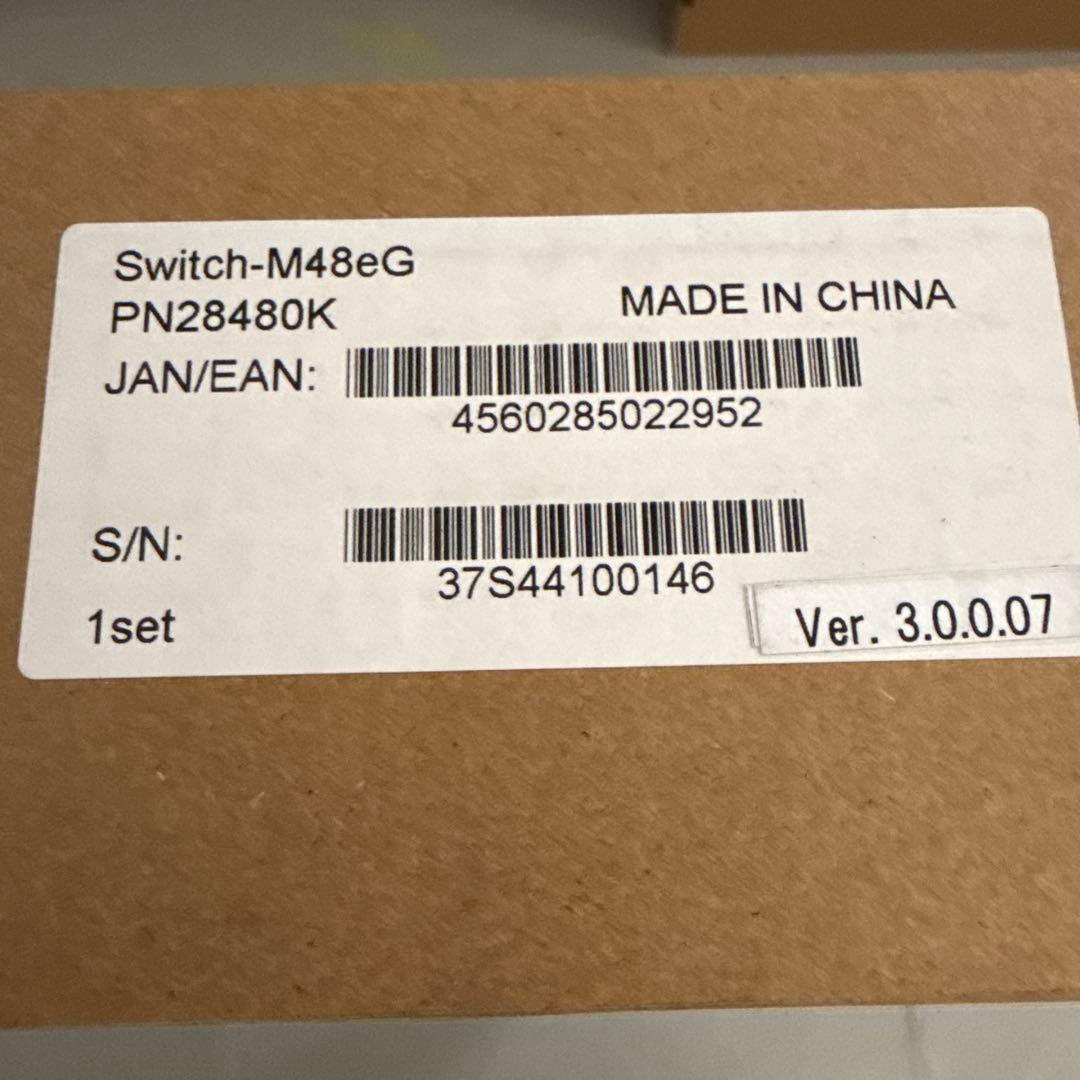 Switch-M48eG
PN28480K
MADE IN CHINA
JAN/EAN:
4560285022952
S/N:
37S44100146
1set
Ver. 3.0.0.07